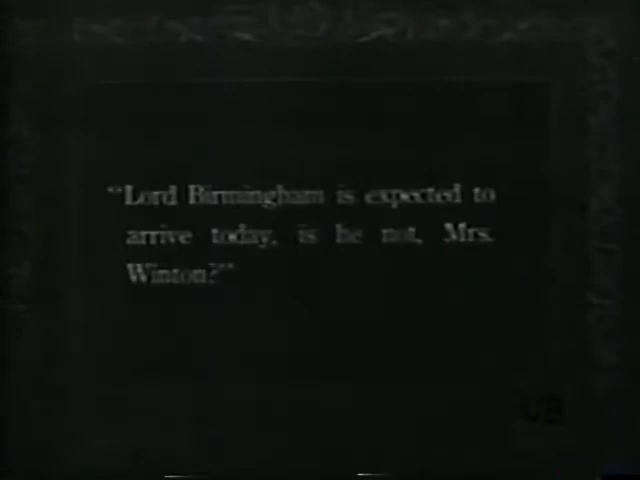 “Lord Birmingham is expected to
arrive today, is he not, Mrs.
Winton?”